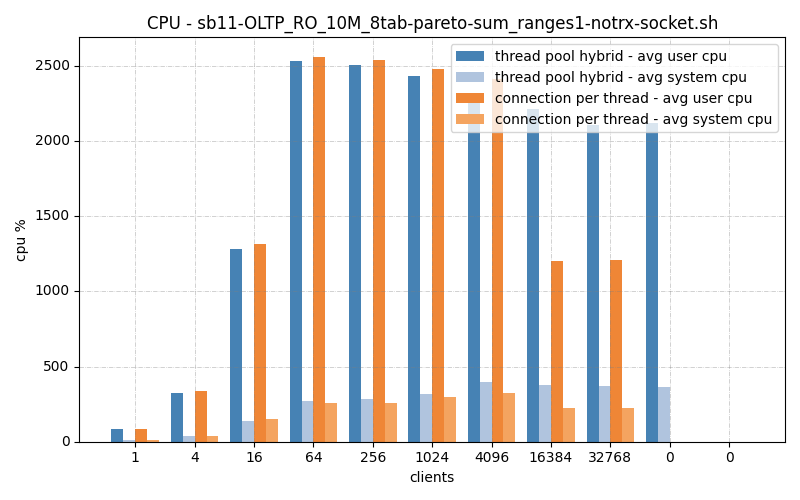 CPU - sb11-OLTP_RO_10M_8tab-pareto-sum_ranges1-notrx-socket.sh
thread pool hybrid - avg user cpu
thread pool hybrid - avg system cpu
connection per thread - avg user cpu
connection per thread - avg system cpu
2500
2000
1500
1000
500
0
cpu %
1 4 16 64 256 1024 4096 16384 32768 0 0
clients